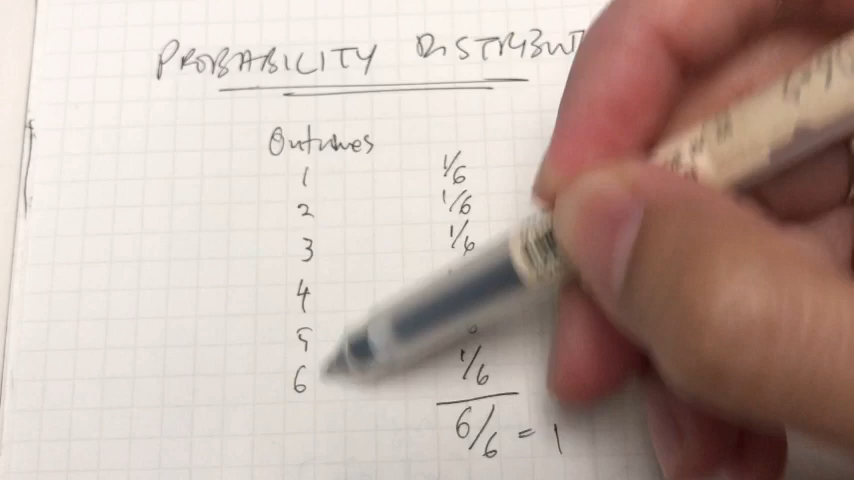 PROBABILITY DISTRIBUT
Outcomes
1 1/6
2 1/6
3 1/6
4
5
6 1/6
6/6 = 1